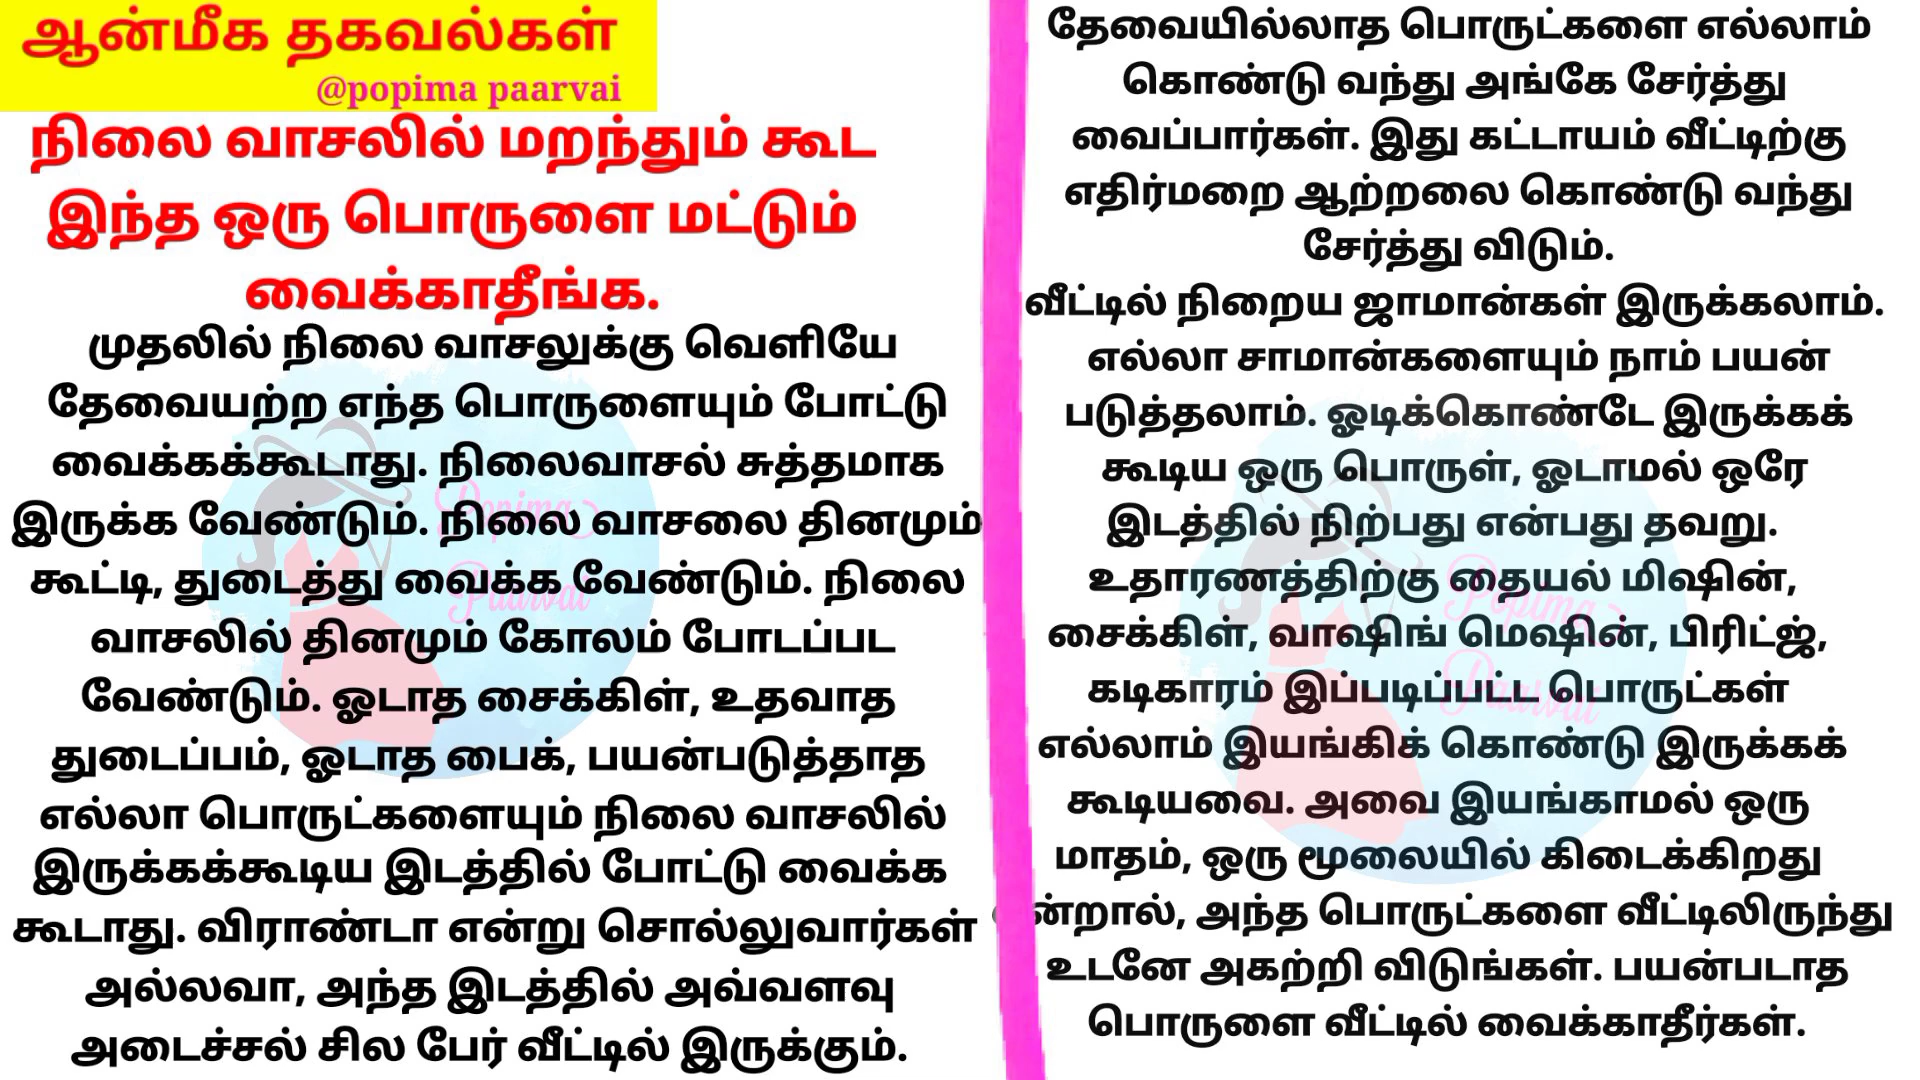 ஆன்மீக தகவல்கள்
@popima paarvai
நிலை வாசலில் மறந்தும் கூட
இந்த ஒரு பொருளை மட்டும்
வைக்காதீங்க.
முதலில் நிலை வாசலுக்கு வெளியே
தேவையற்ற எந்த பொருளையும் போட்டு
வைக்கக்கூடாது. நிலைவாசல் சுத்தமாக
இருக்க வேண்டும். நிலை வாசலை தினமும்
கூட்டி, துடைத்து வைக்க வேண்டும். நிலை
வாசலில் தினமும் கோலம் போடப்பட
வேண்டும். ஓடாத சைக்கிள், உதவாத
துடைப்பம், ஓடாத பைக், பயன்படுத்தாத
எல்லா பொருட்களையும் நிலை வாசலில்
இருக்கக்கூடிய இடத்தில் போட்டு வைக்க
கூடாது. விராண்டா என்று சொல்லுவார்கள்
அல்லவா, அந்த இடத்தில் அவ்வளவு
அடைச்சல் சில பேர் வீட்டில் இருக்கும்.
Popima
Paarvai
தேவையில்லாத பொருட்களை எல்லாம்
கொண்டு வந்து அங்கே சேர்த்து
வைப்பார்கள். இது கட்டாயம் வீட்டிற்கு
எதிர்மறை ஆற்றலை கொண்டு வந்து
சேர்த்து விடும்.
வீட்டில் நிறைய ஜாமான்கள் இருக்கலாம்.
எல்லா சாமான்களையும் நாம் பயன்
படுத்தலாம். ஓடிக்கொண்டே இருக்கக்
கூடிய ஒரு பொருள், ஓடாமல் ஒரே
இடத்தில் நிற்பது என்பது தவறு.
உதாரணத்திற்கு தையல் மிஷின்,
சைக்கிள், வாஷிங் மெஷின், பிரிட்ஜ்,
கடிகாரம் இப்படிப்பட்ட பொருட்கள்
எல்லாம் இயங்கிக் கொண்டு இருக்கக்
கூடியவை. அவை இயங்காமல் ஒரு
மாதம், ஒரு மூலையில் கிடைக்கிறது
ன்றால், அந்த பொருட்களை வீட்டிலிருந்து
உடனே அகற்றி விடுங்கள். பயன்படாத
பொருளை வீட்டில் வைக்காதீர்கள்.
Popima
Paarvai